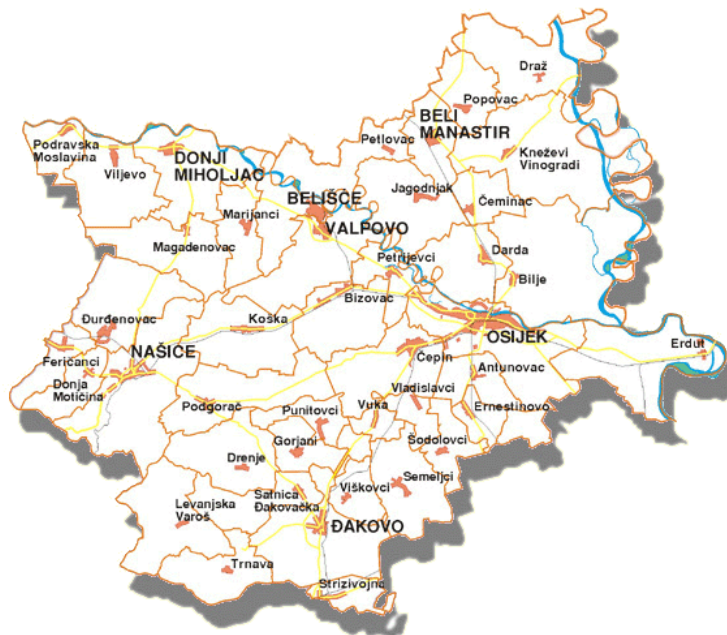 Draž
Popovac
BELI
MANASTIR
Petlovac
Kneževi
Vinogradi
Podravska
Moslavina
Viljevo
DONJI
MIHOLJAC
Jagodnjak
Čeminac
BELIŠĆE
Marijanci
VALPOVO
Magadenovac
Petrijevci
Darda
Bilje
Bizovac
Koška
Đurđenovac
OSIJEK
Erdut
Feričanci
NAŠICE
Čepin
Donja
Motičina
Antunovac
Vladislavci
Podgorač
Punitovci
Vuka
Ernestinovo
Gorjani
Šodolovci
Drenje
Semeljci
Satnica
Đakovačka
Viškovci
Levanjska
Varoš
ĐAKOVO
Trnava
Strizivojna